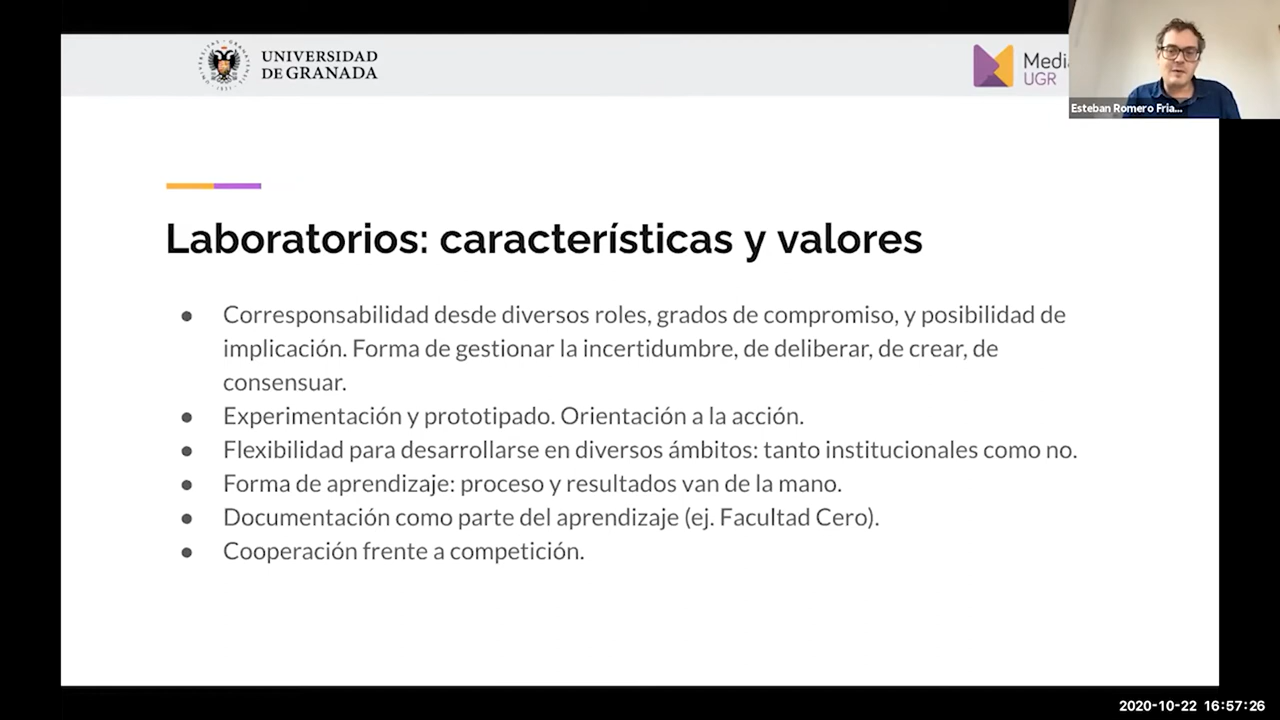 UNIVERSIDAD
DE GRANADA
UGR
Esteban Romero Fria...
Laboratorios: características y valores
● Corresponsabilidad desde diversos roles, grados de compromiso, y posibilidad de
implicación. Forma de gestionar la incertidumbre, de deliberar, de crear, de
consensuar.
● Experimentación y prototipado. Orientación a la acción.
● Flexibilidad para desarrollarse en diversos ámbitos: tanto institucionales como no.
● Forma de aprendizaje: proceso y resultados van de la mano.
● Documentación como parte del aprendizaje (ej. Facultad Cero).
● Cooperación frente a competición.
2020-10-22 16:57:26